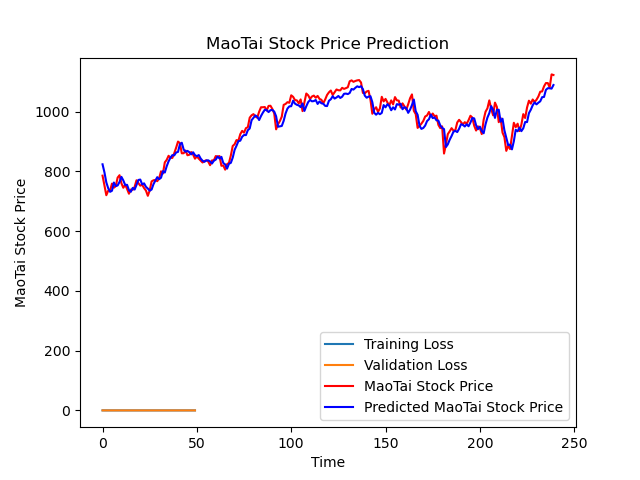 MaoTai Stock Price Prediction
MaoTai Stock Price
1000
800
600
400
200
0
0 50 100 150 200 250
Time
Training Loss
Validation Loss
MaoTai Stock Price
Predicted MaoTai Stock Price